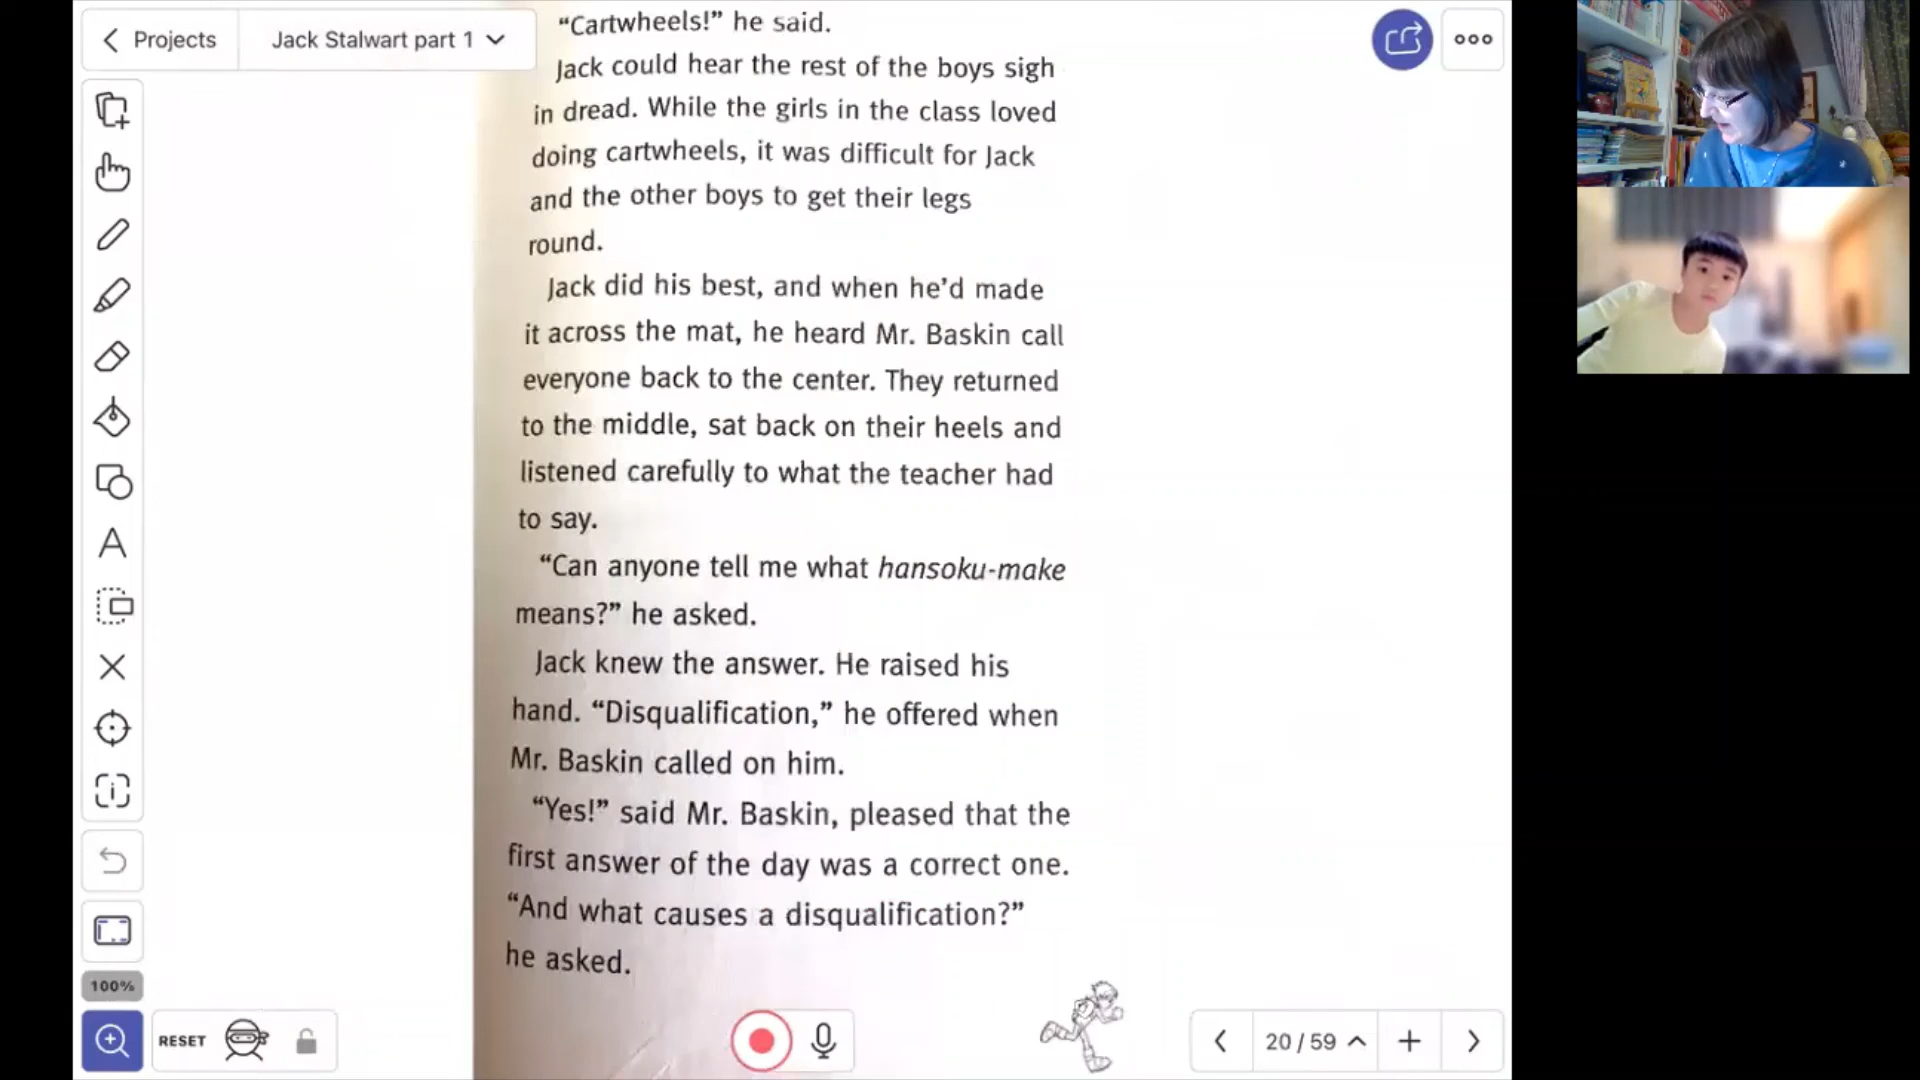 Projects
Jack Stalwart part 1
“Cartwheels!” he said.
Jack could hear the rest of the boys sigh
in dread. While the girls in the class loved
doing cartwheels, it was difficult for Jack
and the other boys to get their legs
round.
Jack did his best, and when he’d made
it across the mat, he heard Mr. Baskin call
everyone back to the center. They returned
to the middle, sat back on their heels and
listened carefully to what the teacher had
to say.
“Can anyone tell me what hansoku-make
means?” he asked.
Jack knew the answer. He raised his
hand. “Disqualification,” he offered when
Mr. Baskin called on him.
“Yes!” said Mr. Baskin, pleased that the
first answer of the day was a correct one.
“And what causes a disqualification?”
he asked.
100%
RESET
20 / 59